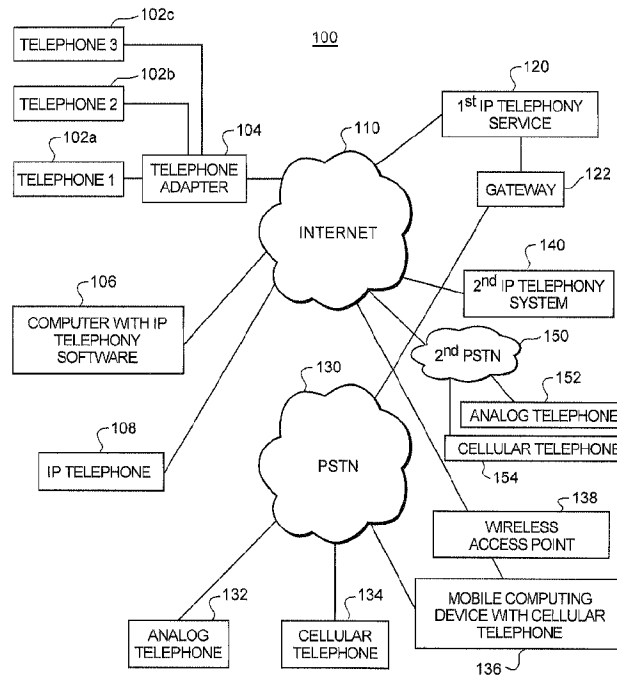 102c
TELEPHONE 3
100
102b
TELEPHONE 2
120
1st IP TELEPHONY
SERVICE
102a
104
110
TELEPHONE 1
TELEPHONE
ADAPTER
GATEWAY
122
INTERNET
140
2nd IP TELEPHONY
SYSTEM
106
COMPUTER WITH IP
TELEPHONY
SOFTWARE
150
2nd PSTN
130
152
ANALOG TELEPHONE
CELLULAR TELEPHONE
154
108
IP TELEPHONE
PSTN
138
WIRELESS
ACCESS POINT
132
134
ANALOG
TELEPHONE
CELLULAR
TELEPHONE
MOBILE COMPUTING
DEVICE WITH CELLULAR
TELEPHONE
136